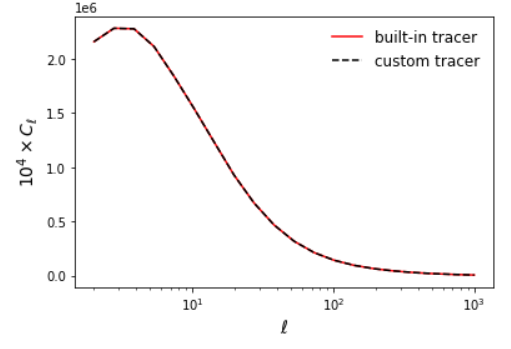 1e6
built-in tracer
custom tracer
2.0
1.5
1.0
0.5
0.0
10⁴ × Cℓ
10¹ 10² 10³
ℓ